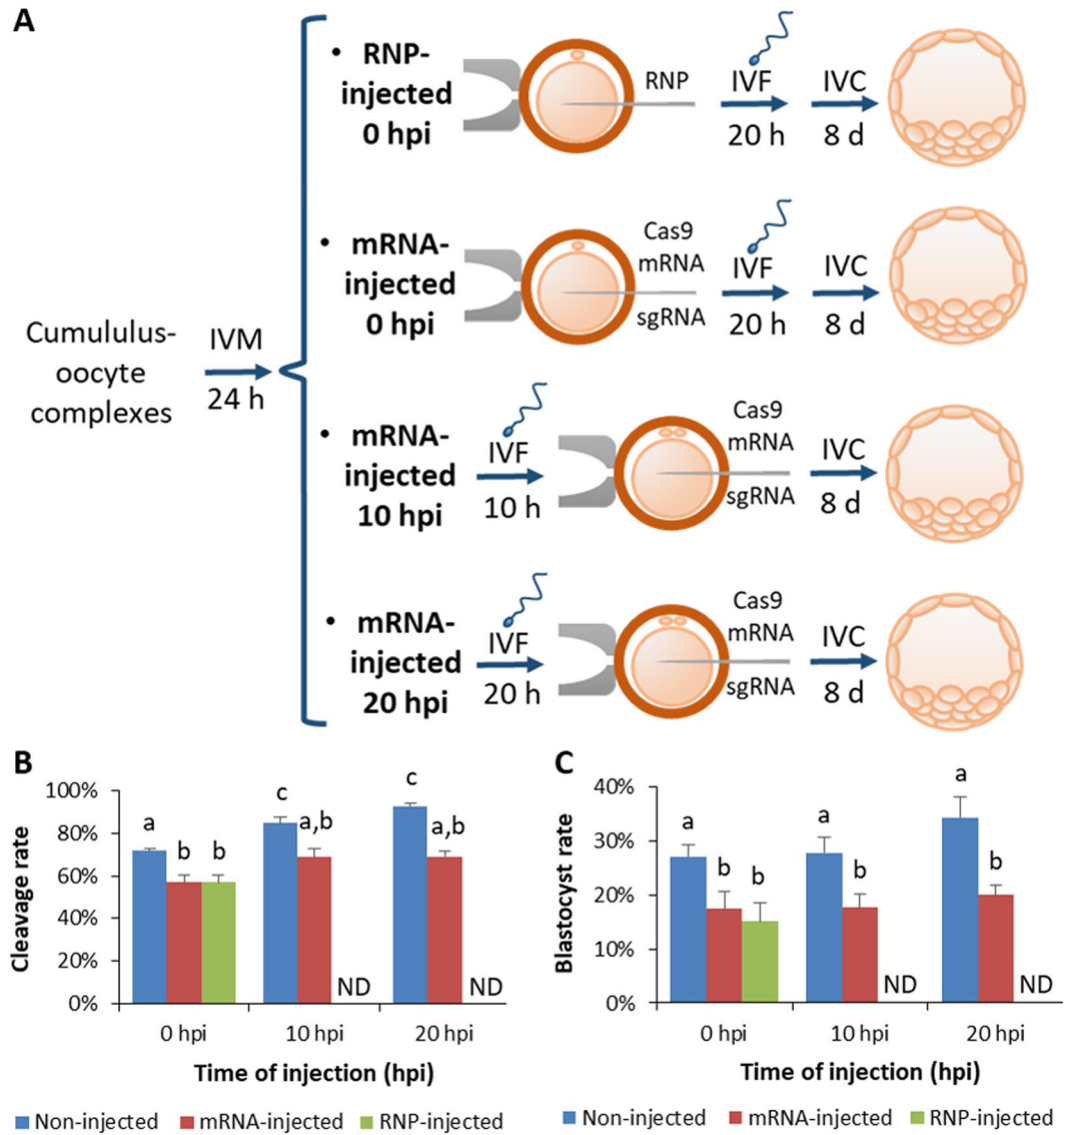 A
• RNP-
injected
0 hpi
RNP
IVF
20 h
IVC
8 d
• mRNA-
injected
0 hpi
Cas9
mRNA
sgRNA
IVF
20 h
IVC
8 d
Cumululus-
oocyte
complexes
IVM
24 h
• mRNA-
injected
10 hpi
IVF
10 h
Cas9
mRNA
sgRNA
IVC
8 d
• mRNA-
injected
20 hpi
IVF
20 h
Cas9
mRNA
sgRNA
IVC
8 d
B
Cleavage rate
100%
80%
60%
40%
20%
0%
a
b
b
c
a,b
ND
c
a,b
ND
0 hpi
10 hpi
20 hpi
Time of injection (hpi)
Non-injected
mRNA-injected
RNP-injected
C
Blastocyst rate
40%
30%
20%
10%
0%
a
b
b
a
b
ND
a
b
ND
0 hpi
10 hpi
20 hpi
Time of injection (hpi)
Non-injected
mRNA-injected
RNP-injected